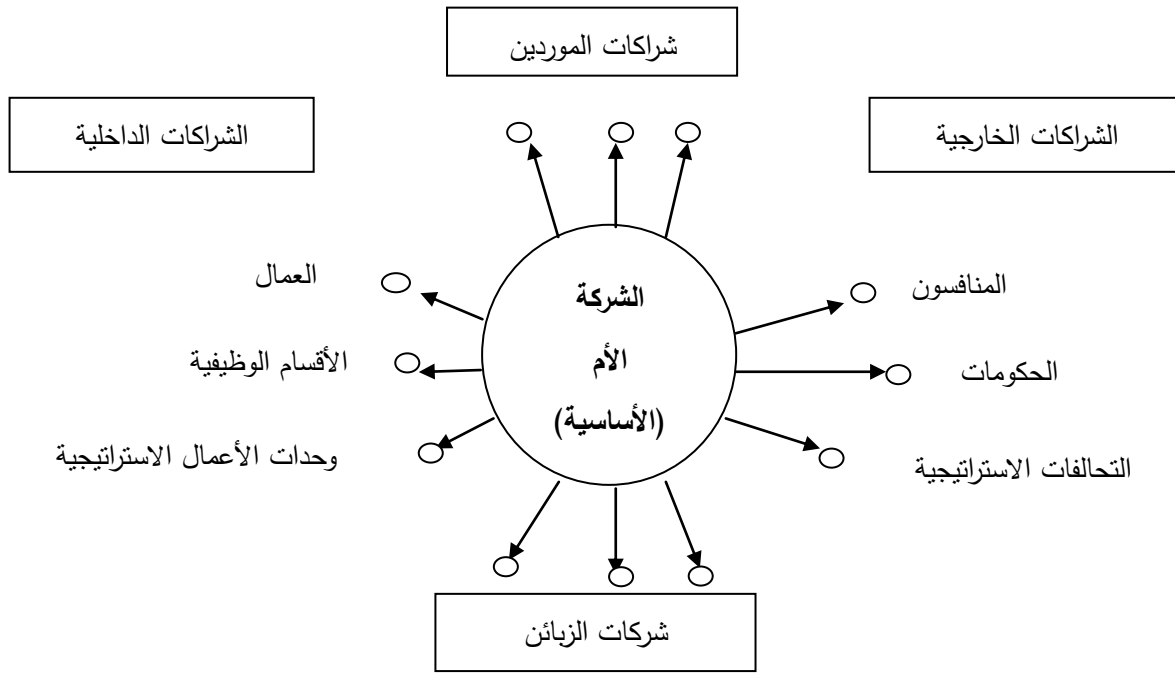 شراكات الموردين
الشراكات الخارجية
الشراكات الداخلية
المنافسون
الحكومات
التحالفات الاستراتيجية
الشركة
الأم
(الأساسية)
العمال
الأقسام الوظيفية
وحدات الأعمال الاستراتيجية
شركات الزبائن